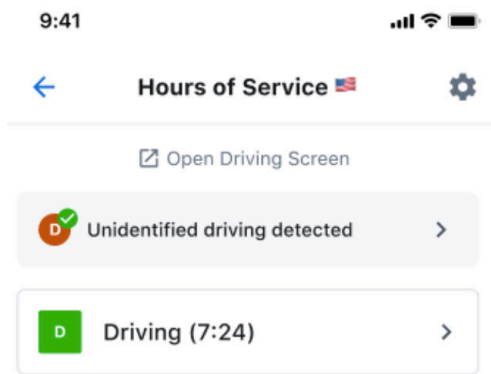 9:41
Hours of Service 🇺🇸
Open Driving Screen
D Unidentified driving detected
D Driving (7:24)